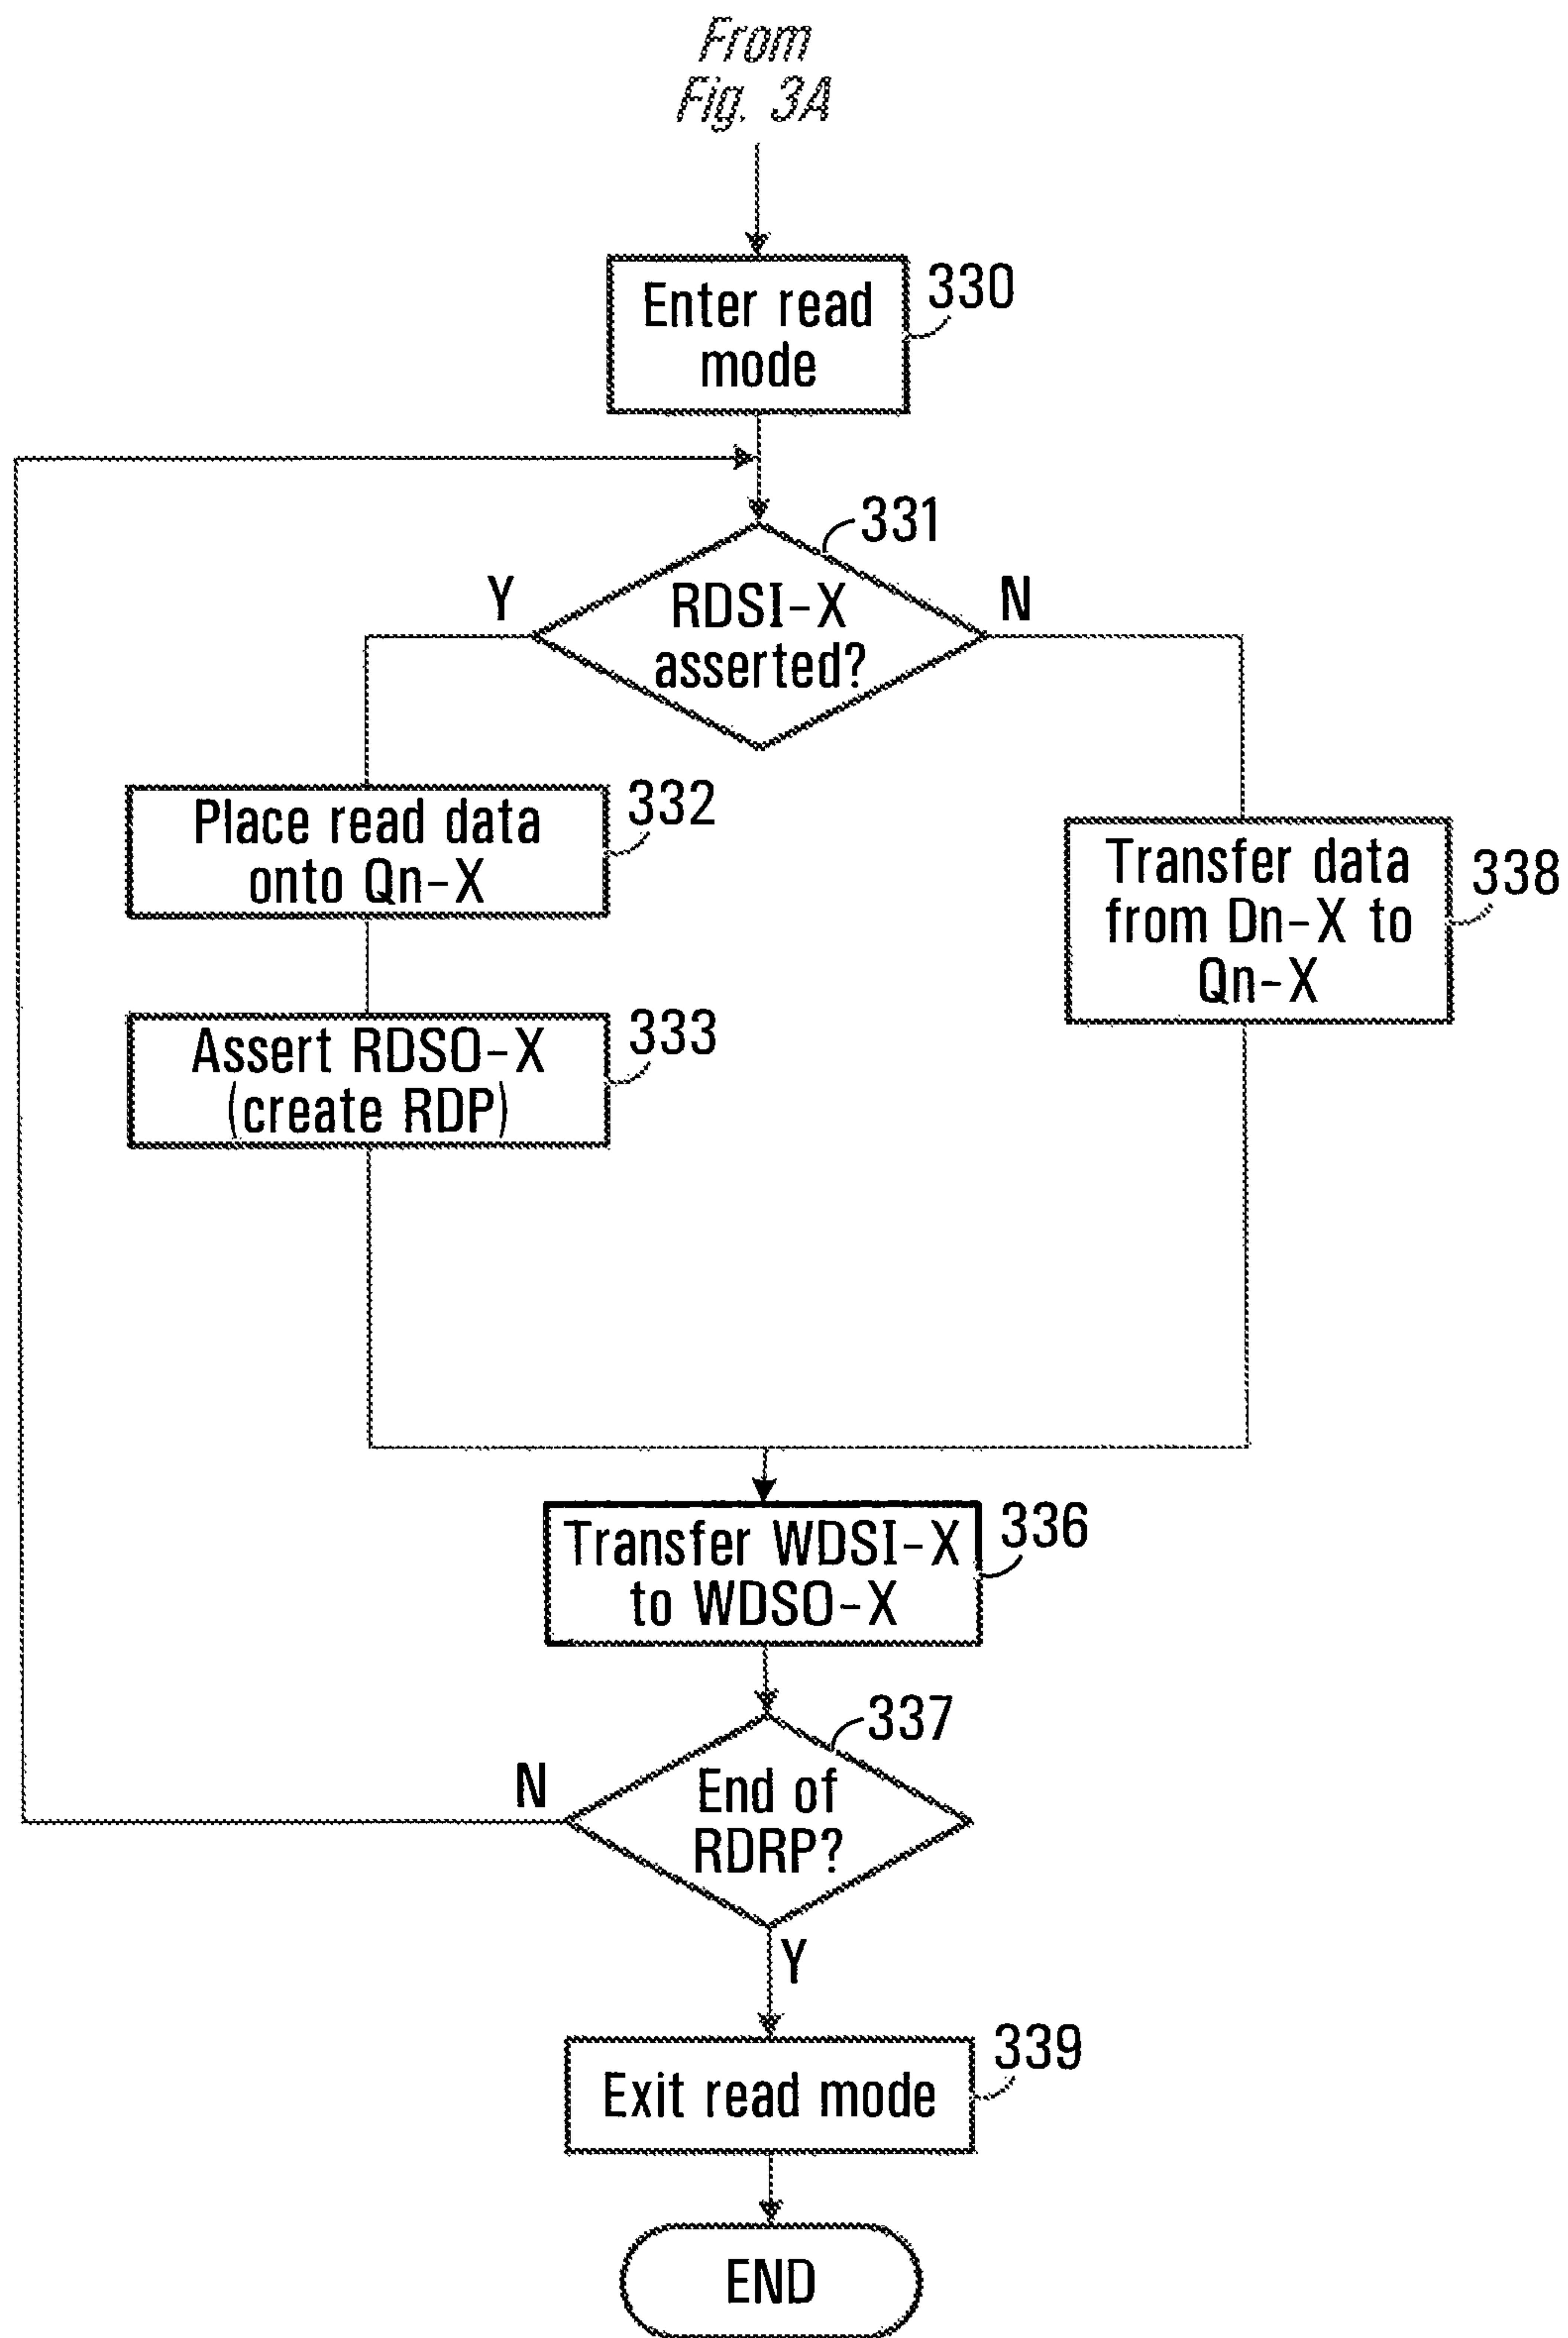 From
Fig. 3A
Enter read
mode
330
331
RDSI-X
asserted?
Y
N
Place read data
onto Qn-X
332
Transfer data
from Dn-X to
Qn-X
338
Assert RDSO-X
(create RDP)
333
Transfer WDSI-X
to WDSO-X
336
337
End of
RDRP?
N
Y
Exit read mode
339
END